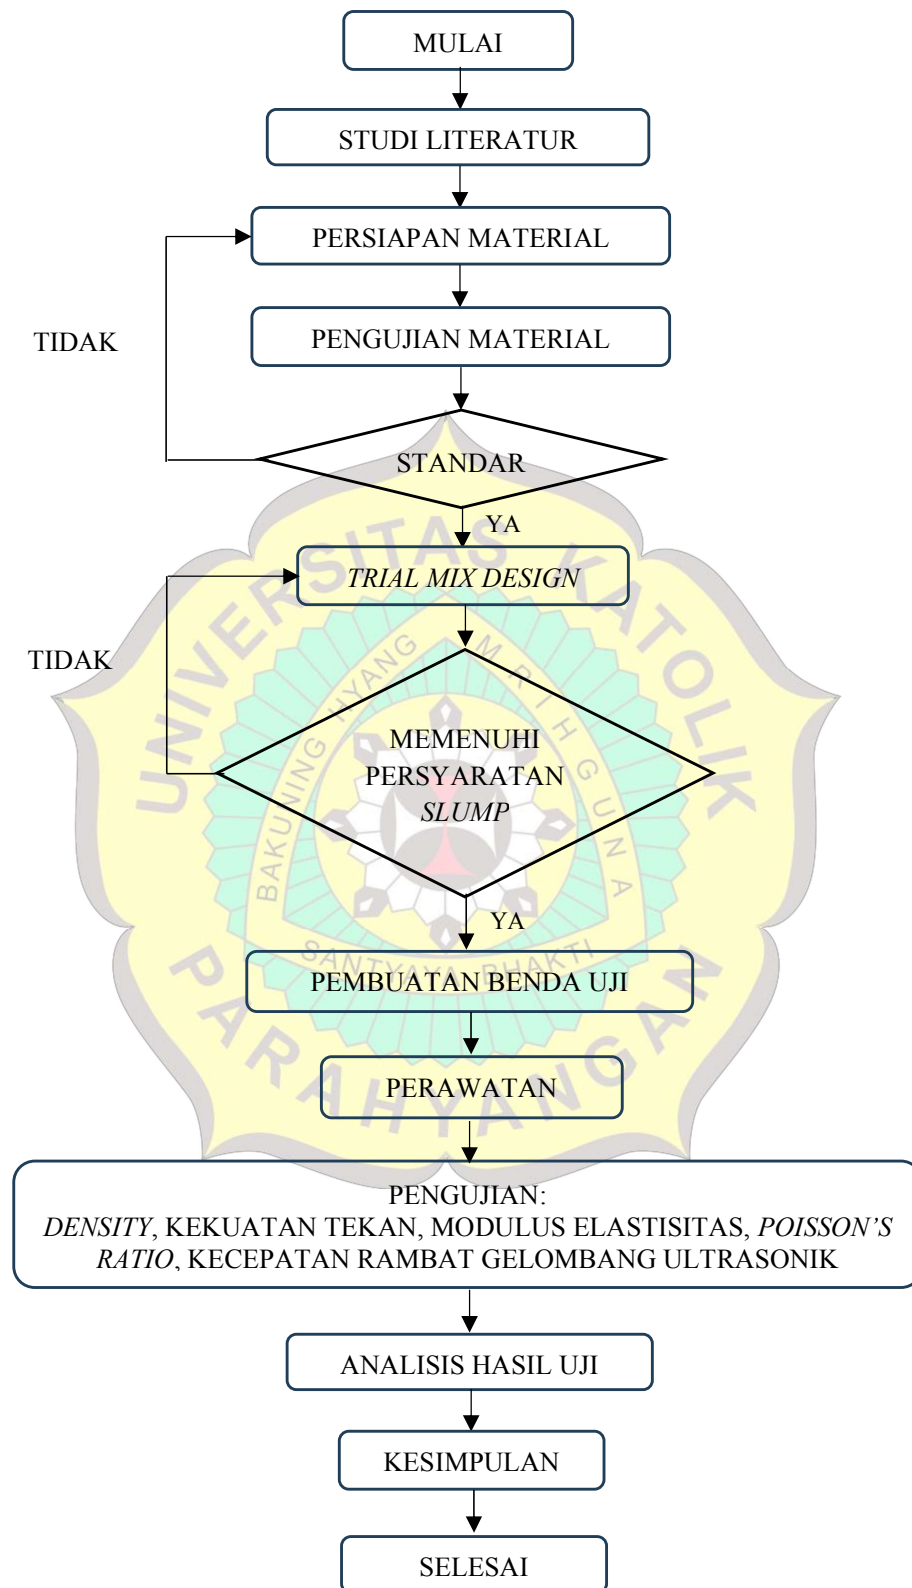 MULAI
STUDI LITERATUR
PERSIAPAN MATERIAL
PENGUJIAN MATERIAL
TIDAK
STANDAR
YA
TRIAL MIX DESIGN
TIDAK
MEMENUHI
PERSYARATAN
SLUMP
YA
PEMBUATAN BENDA UJI
PERAWATAN
PENGUJIAN:
DENSITY, KEKUATAN TEKAN, MODULUS ELASTISITAS, POISSON’S
RATIO, KECEPATAN RAMBAT GELOMBANG ULTRASONIK
ANALISIS HASIL UJI
KESIMPULAN
SELESAI
UNIVERSITAS KATOLIK
PARAHYANGAN
BAKUNING HYANG MRIH GUNA
SANTYAYA BHAKTI